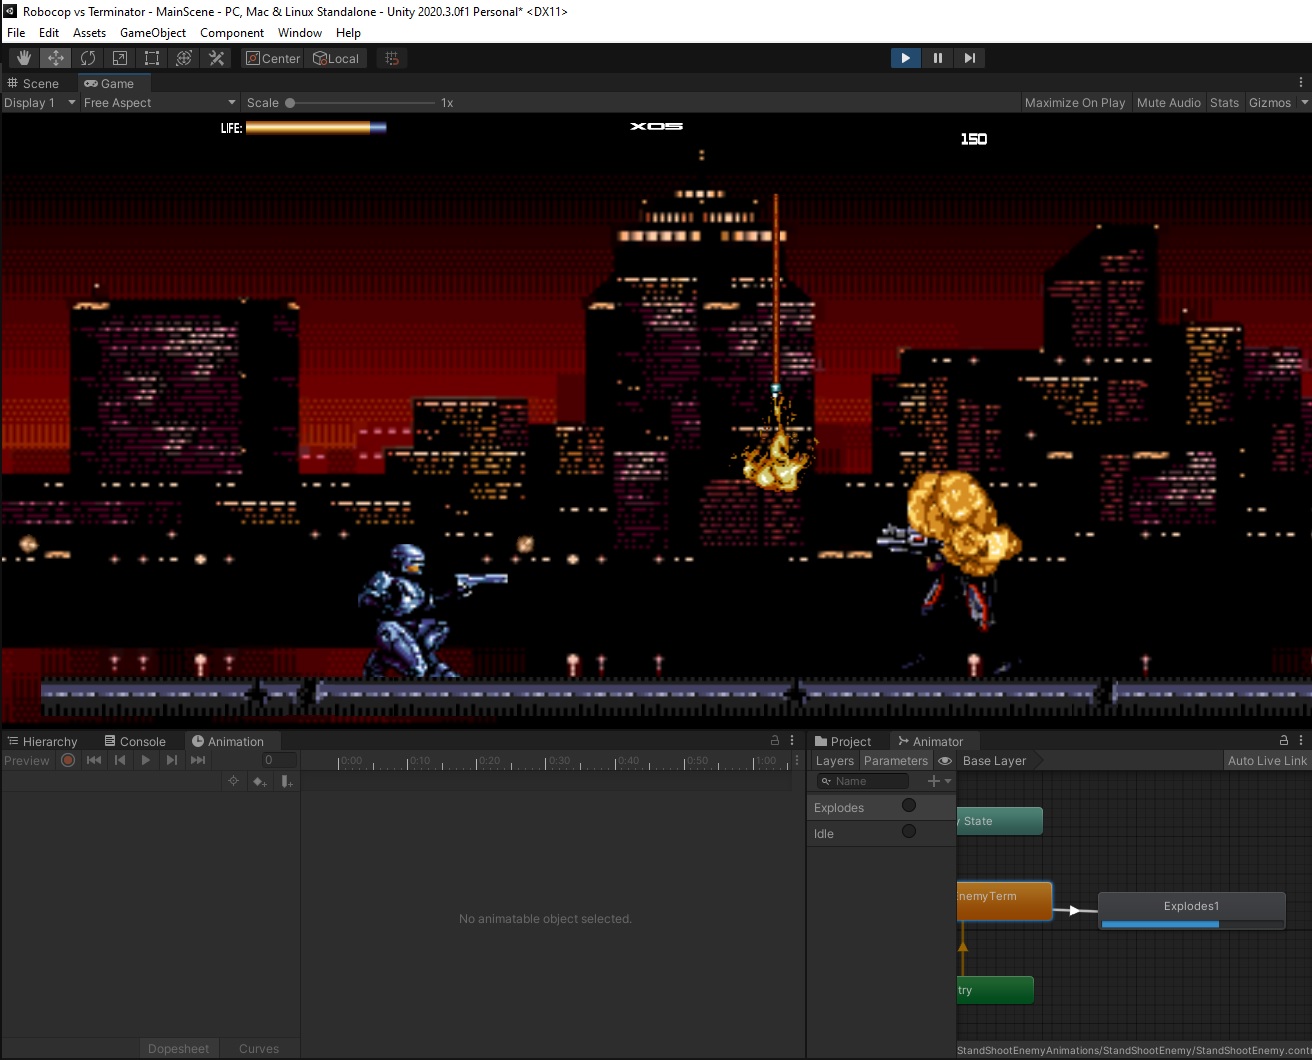 Robocop vs Terminator - MainScene - PC, Mac & Linux Standalone - Unity 2020.3.0f1 Personal* <DX11>
File Edit Assets GameObject Component Window Help
Center Local
Scene Game
Display 1 Free Aspect Scale 1x Maximize On Play Mute Audio Stats Gizmos
LIFE: X05 150
Hierarchy Console Animation
Preview 0 0:00 0:10 0:20 0:30 0:40 0:50 1:00
No animatable object selected.
Dopesheet Curves
Project Animator
Layers Parameters Base Layer Auto Live Link
Name
Explodes
Idle
y State
EnemyTerm
Explodes1
try
StandShootEnemyAnimations/StandShootEnemy/StandShootEnemy.cont